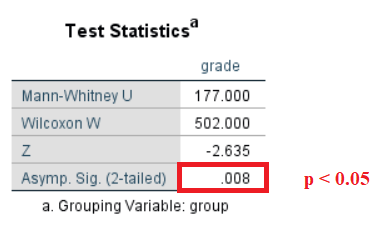 Test Statisticsa
grade
Mann-Whitney U 177.000
Wilcoxon W 502.000
Z -2.635
Asymp. Sig. (2-tailed) .008
p < 0.05
a. Grouping Variable: group